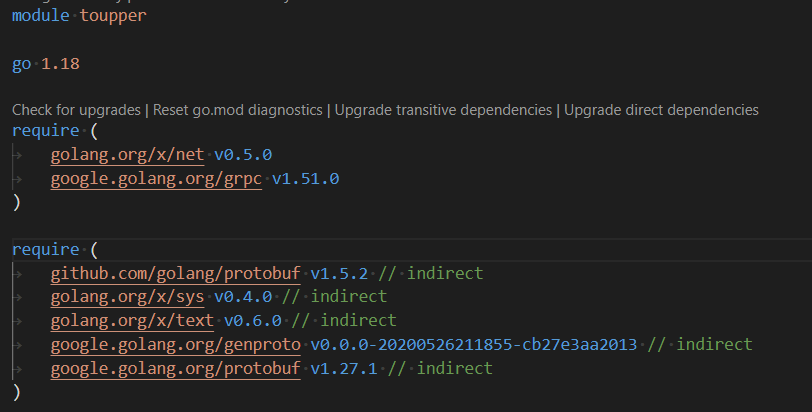 module toupper
go 1.18
Check for upgrades | Reset go.mod diagnostics | Upgrade transitive dependencies | Upgrade direct dependencies
require (
golang.org/x/net v0.5.0
google.golang.org/grpc v1.51.0
)
require (
github.com/golang/protobuf v1.5.2 // indirect
golang.org/x/sys v0.4.0 // indirect
golang.org/x/text v0.6.0 // indirect
google.golang.org/genproto v0.0.0-20200526211855-cb27e3aa2013 // indirect
google.golang.org/protobuf v1.27.1 // indirect
)